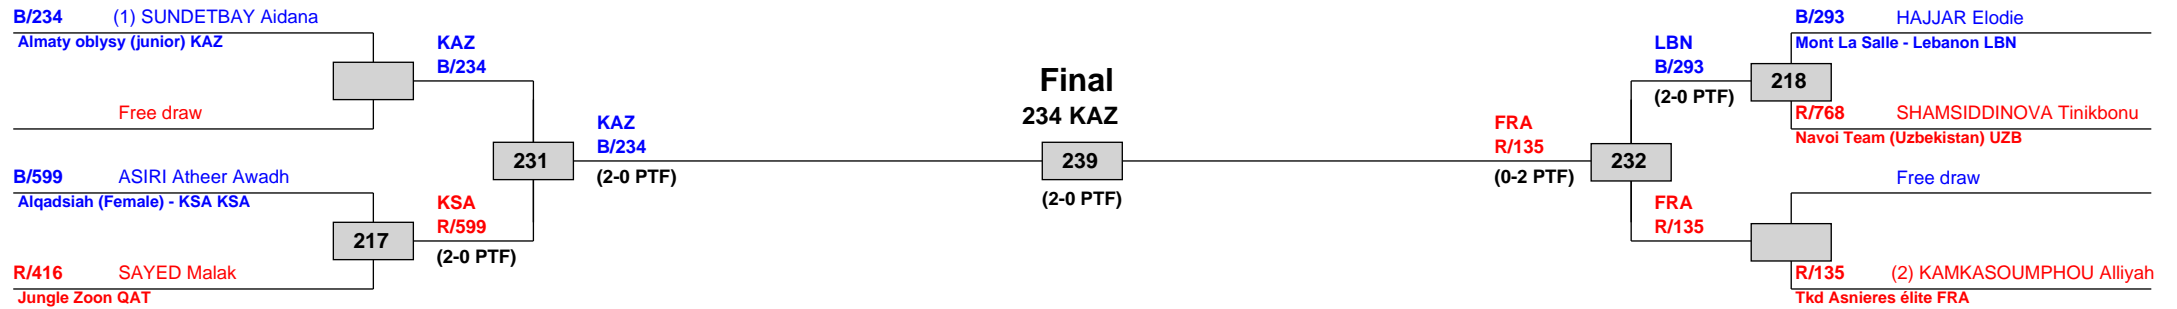 B/234 (1) SUNDETBAY Aidana
Almaty oblysy (junior) KAZ
Free draw
B/599 ASIRI Atheer Awadh
Alqadsiah (Female) - KSA KSA
R/416 SAYED Malak
Jungle Zoon QAT
217
KAZ
B/234
KSA
R/599
(2-0 PTF)
231
KAZ
B/234
(2-0 PTF)
Final
234 KAZ
239
(2-0 PTF)
FRA
R/135
(0-2 PTF)
232
LBN
B/293
(2-0 PTF)
FRA
R/135
218
B/293 HAJJAR Elodie
Mont La Salle - Lebanon LBN
R/768 SHAMSIDDINOVA Tinikbonu
Navoi Team (Uzbekistan) UZB
Free draw
R/135 (2) KAMKASOUMPHOU Alliyah
Tkd Asnieres élite FRA